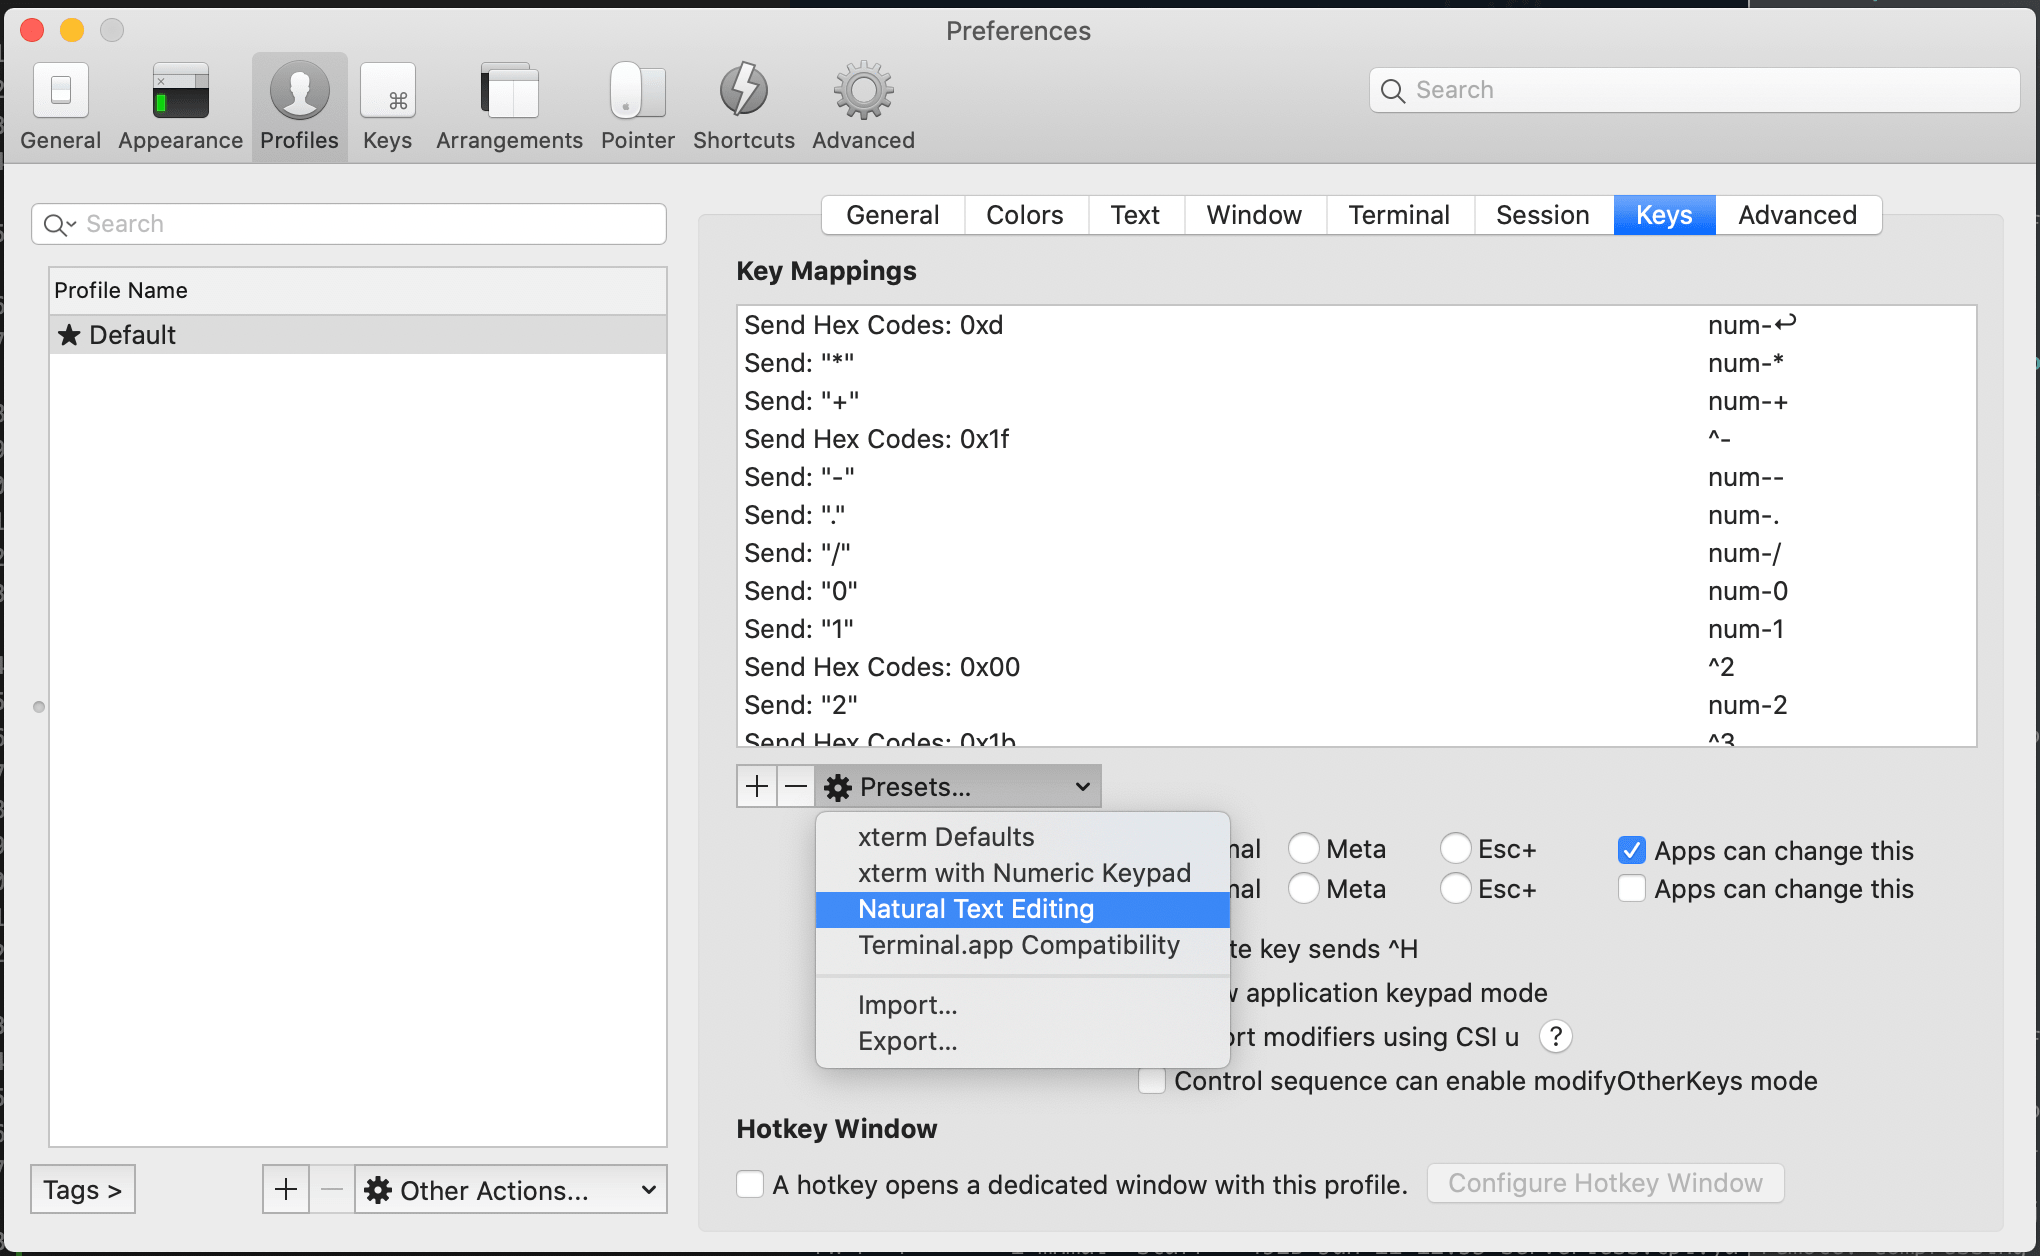 Preferences
General Appearance Profiles Keys Arrangements Pointer Shortcuts Advanced
Search
Search
Profile Name
★ Default
Tags >
Other Actions...
General Colors Text Window Terminal Session Keys Advanced
Key Mappings
Send Hex Codes: 0xd num-↩
Send: "*" num-*
Send: "+" num-+
Send Hex Codes: 0x1f ^-
Send: "-" num--
Send: "." num-.
Send: "/" num-/
Send: "0" num-0
Send: "1" num-1
Send Hex Codes: 0x00 ^2
Send: "2" num-2
Send Hex Codes: 0x1b ^3
+ − Presets...
xterm Defaults
xterm with Numeric Keypad
Natural Text Editing
Terminal.app Compatibility
Import...
Export...
Meta Esc+ Apps can change this
Meta Esc+ Apps can change this
key sends ^H
application keypad mode
modifiers using CSI u ?
Control sequence can enable modifyOtherKeys mode
Hotkey Window
A hotkey opens a dedicated window with this profile. Configure Hotkey Window